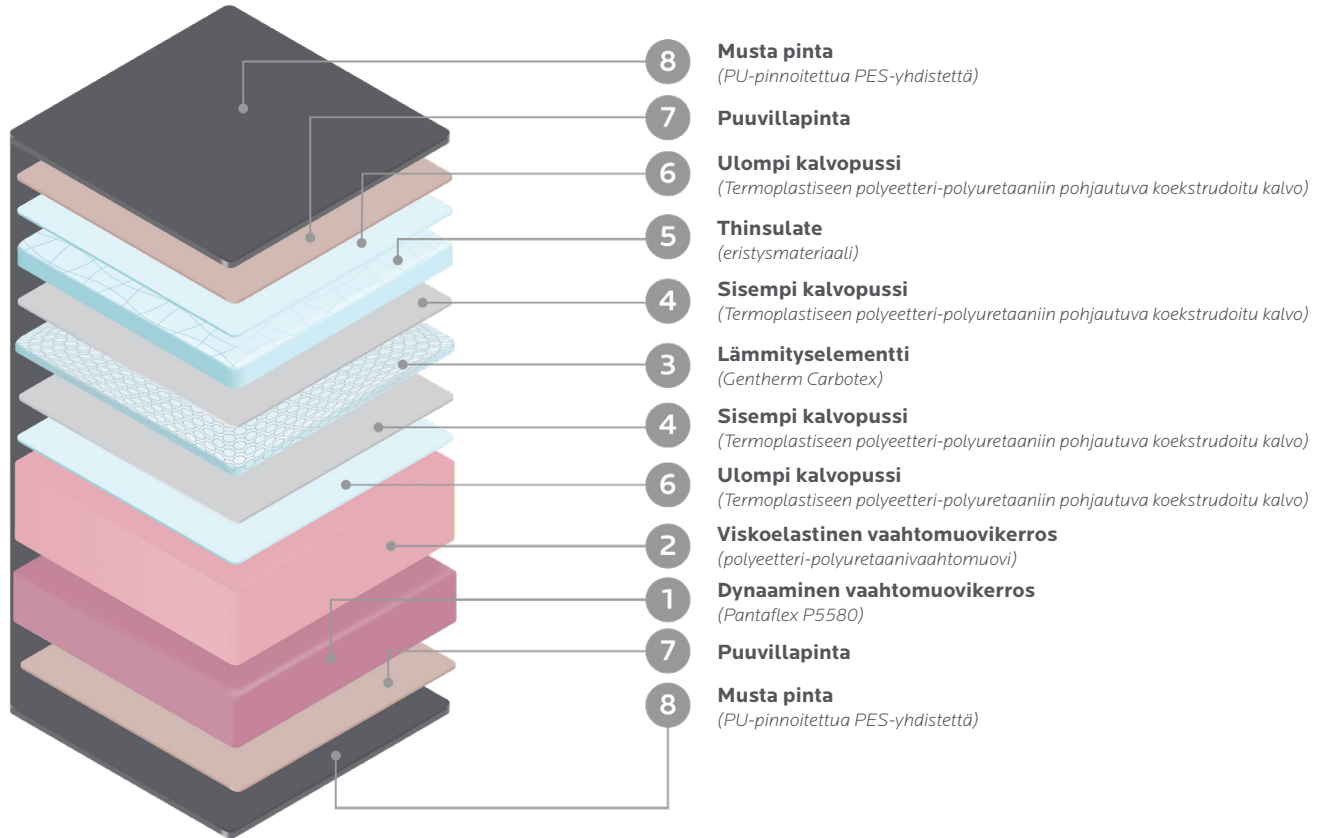 8
Musta pinta
(PU-pinnoitettua PES-yhdistettä)
7
Puuvillapinta
6
Ulompi kalvopussi
(Termoplastiseen polyeetteri-polyuretaaniin pohjautuva koekstrudoitu kalvo)
5
Thinsulate
(eristysmateriaali)
4
Sisempi kalvopussi
(Termoplastiseen polyeetteri-polyuretaaniin pohjautuva koekstrudoitu kalvo)
3
Lämmityselementti
(Gentherm Carbotex)
4
Sisempi kalvopussi
(Termoplastiseen polyeetteri-polyuretaaniin pohjautuva koekstrudoitu kalvo)
6
Ulompi kalvopussi
(Termoplastiseen polyeetteri-polyuretaaniin pohjautuva koekstrudoitu kalvo)
2
Viskoelastinen vaahtomuovikerros
(polyeetteri-polyuretaanivaahtomuovi)
1
Dynaaminen vaahtomuovikerros
(Pantaflex P5580)
7
Puuvillapinta
8
Musta pinta
(PU-pinnoitettua PES-yhdistettä)